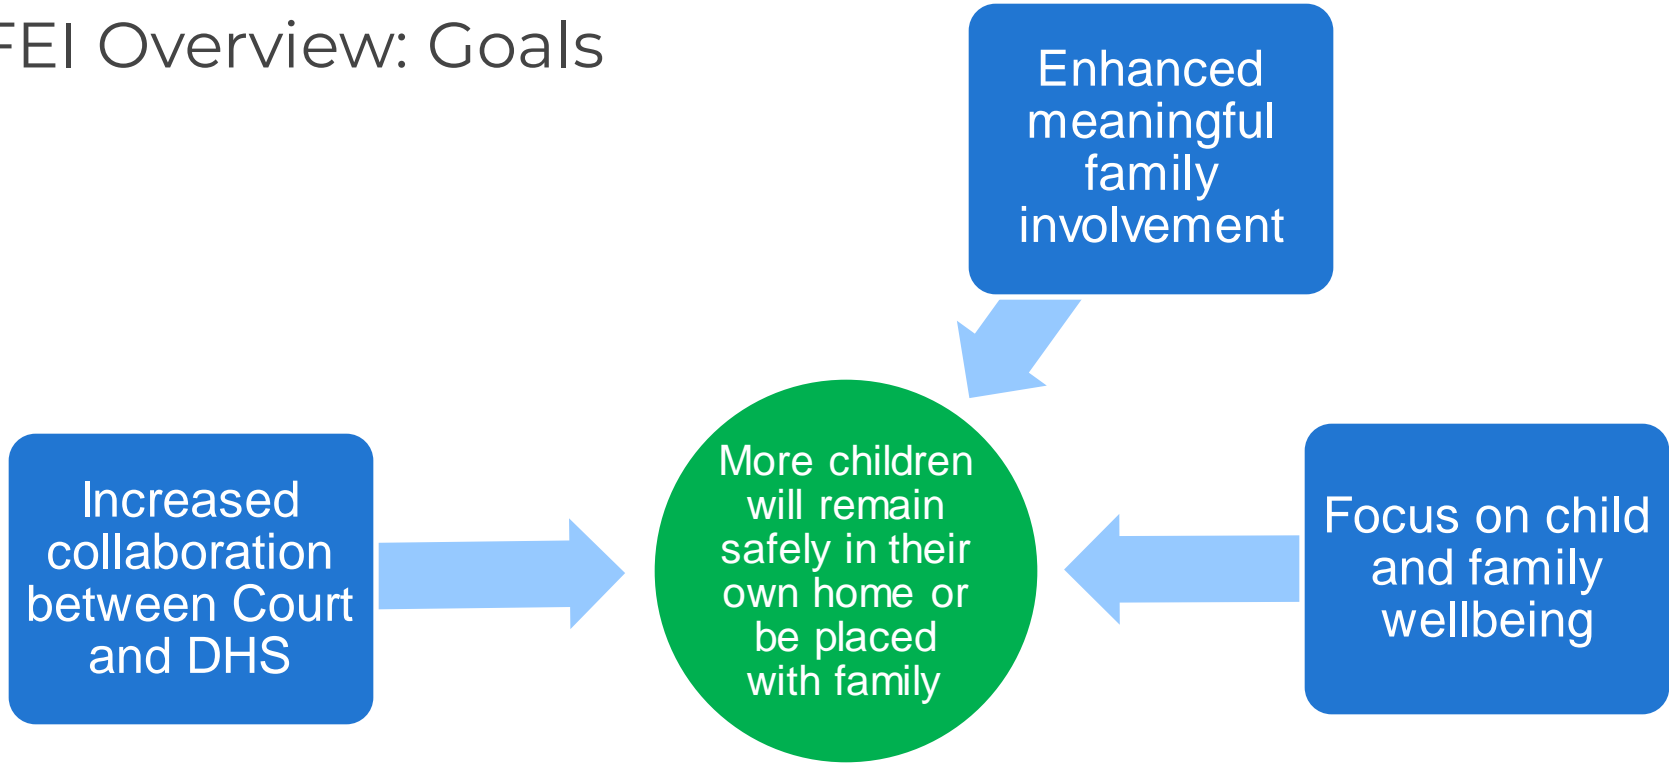 FEI Overview: Goals
Enhanced
meaningful
family
involvement
Increased
collaboration
between Court
and DHS
More children
will remain
safely in their
own home or
be placed
with family
Focus on child
and family
wellbeing